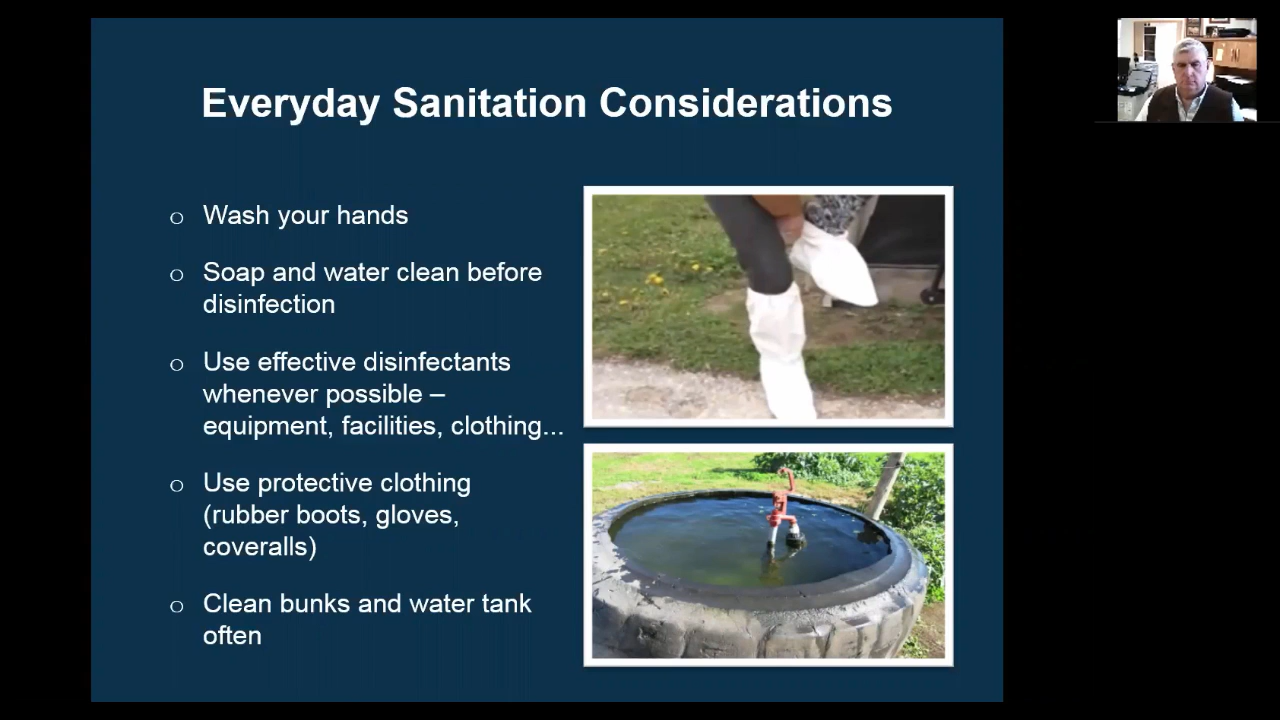 Everyday Sanitation Considerations
Wash your hands
Soap and water clean before
disinfection
Use effective disinfectants
whenever possible –
equipment, facilities, clothing...
Use protective clothing
(rubber boots, gloves,
coveralls)
Clean bunks and water tank
often